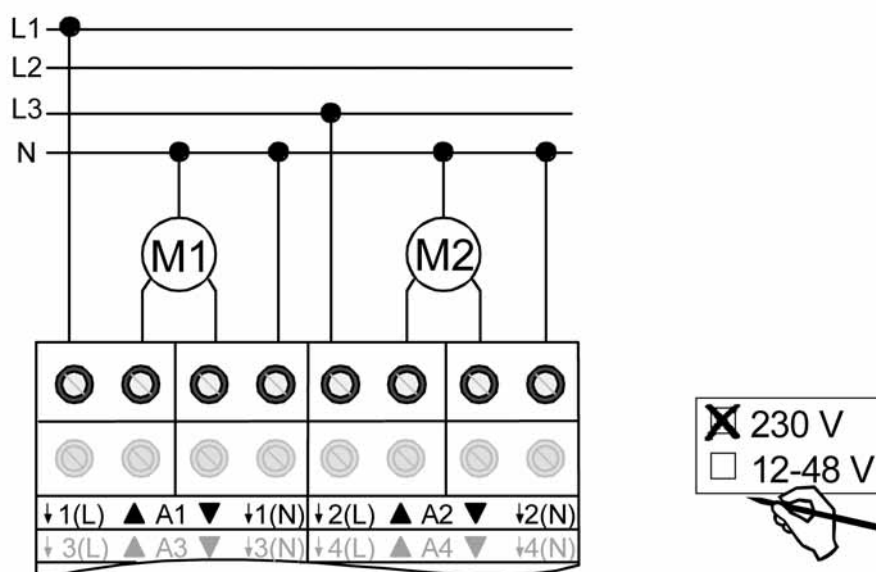 L1
L2
L3
N
M1 M2
230 V
12-48 V
↓1(L) ▲ A1 ▼ ↓1(N) ↓2(L) ▲ A2 ▼ ↓2(N)
↓3(L) ▲ A3 ▼ ↓3(N) ↓4(L) ▲ A4 ▼ ↓4(N)